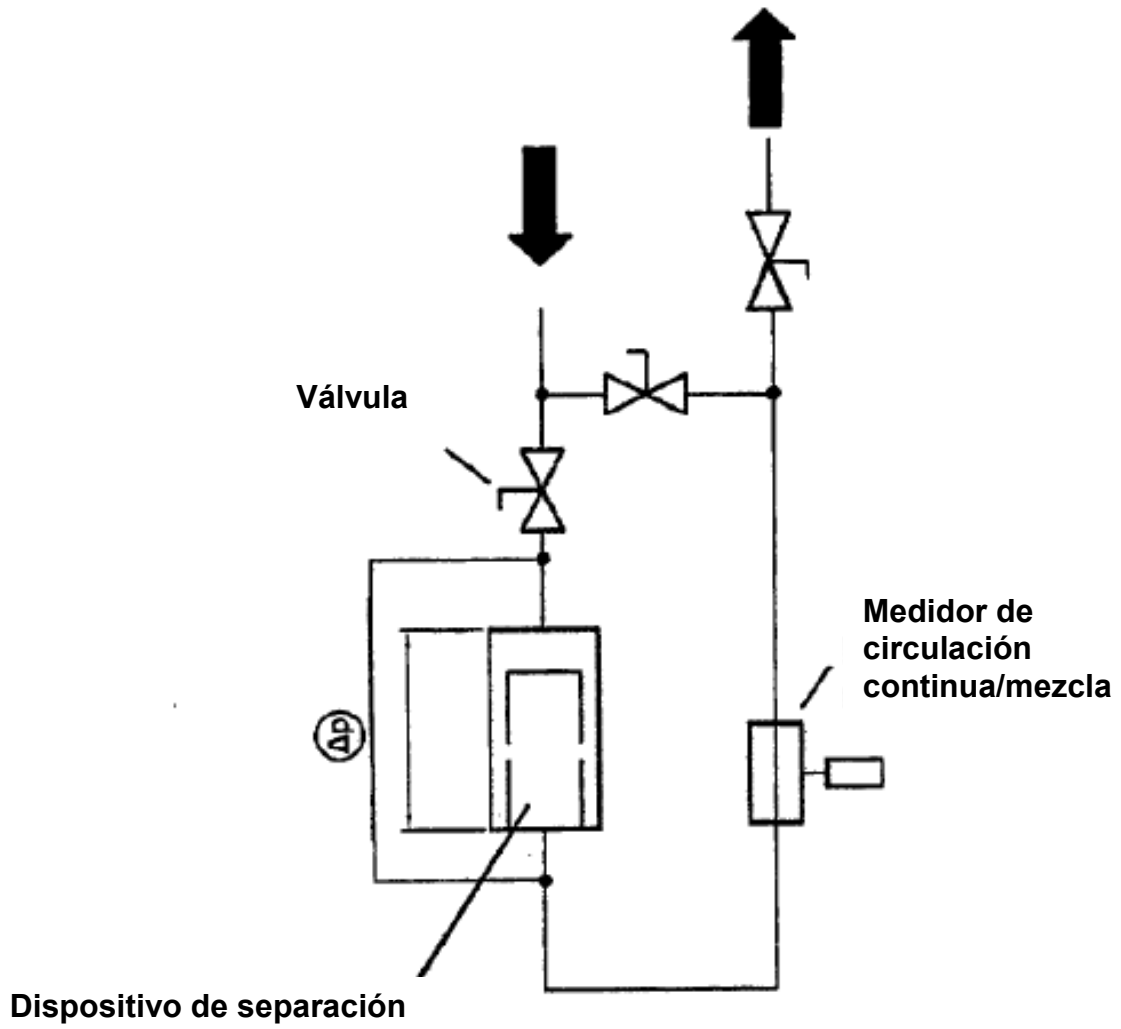 Válvula
Medidor de
circulación
continua/mezcla
Δp
Dispositivo de separación